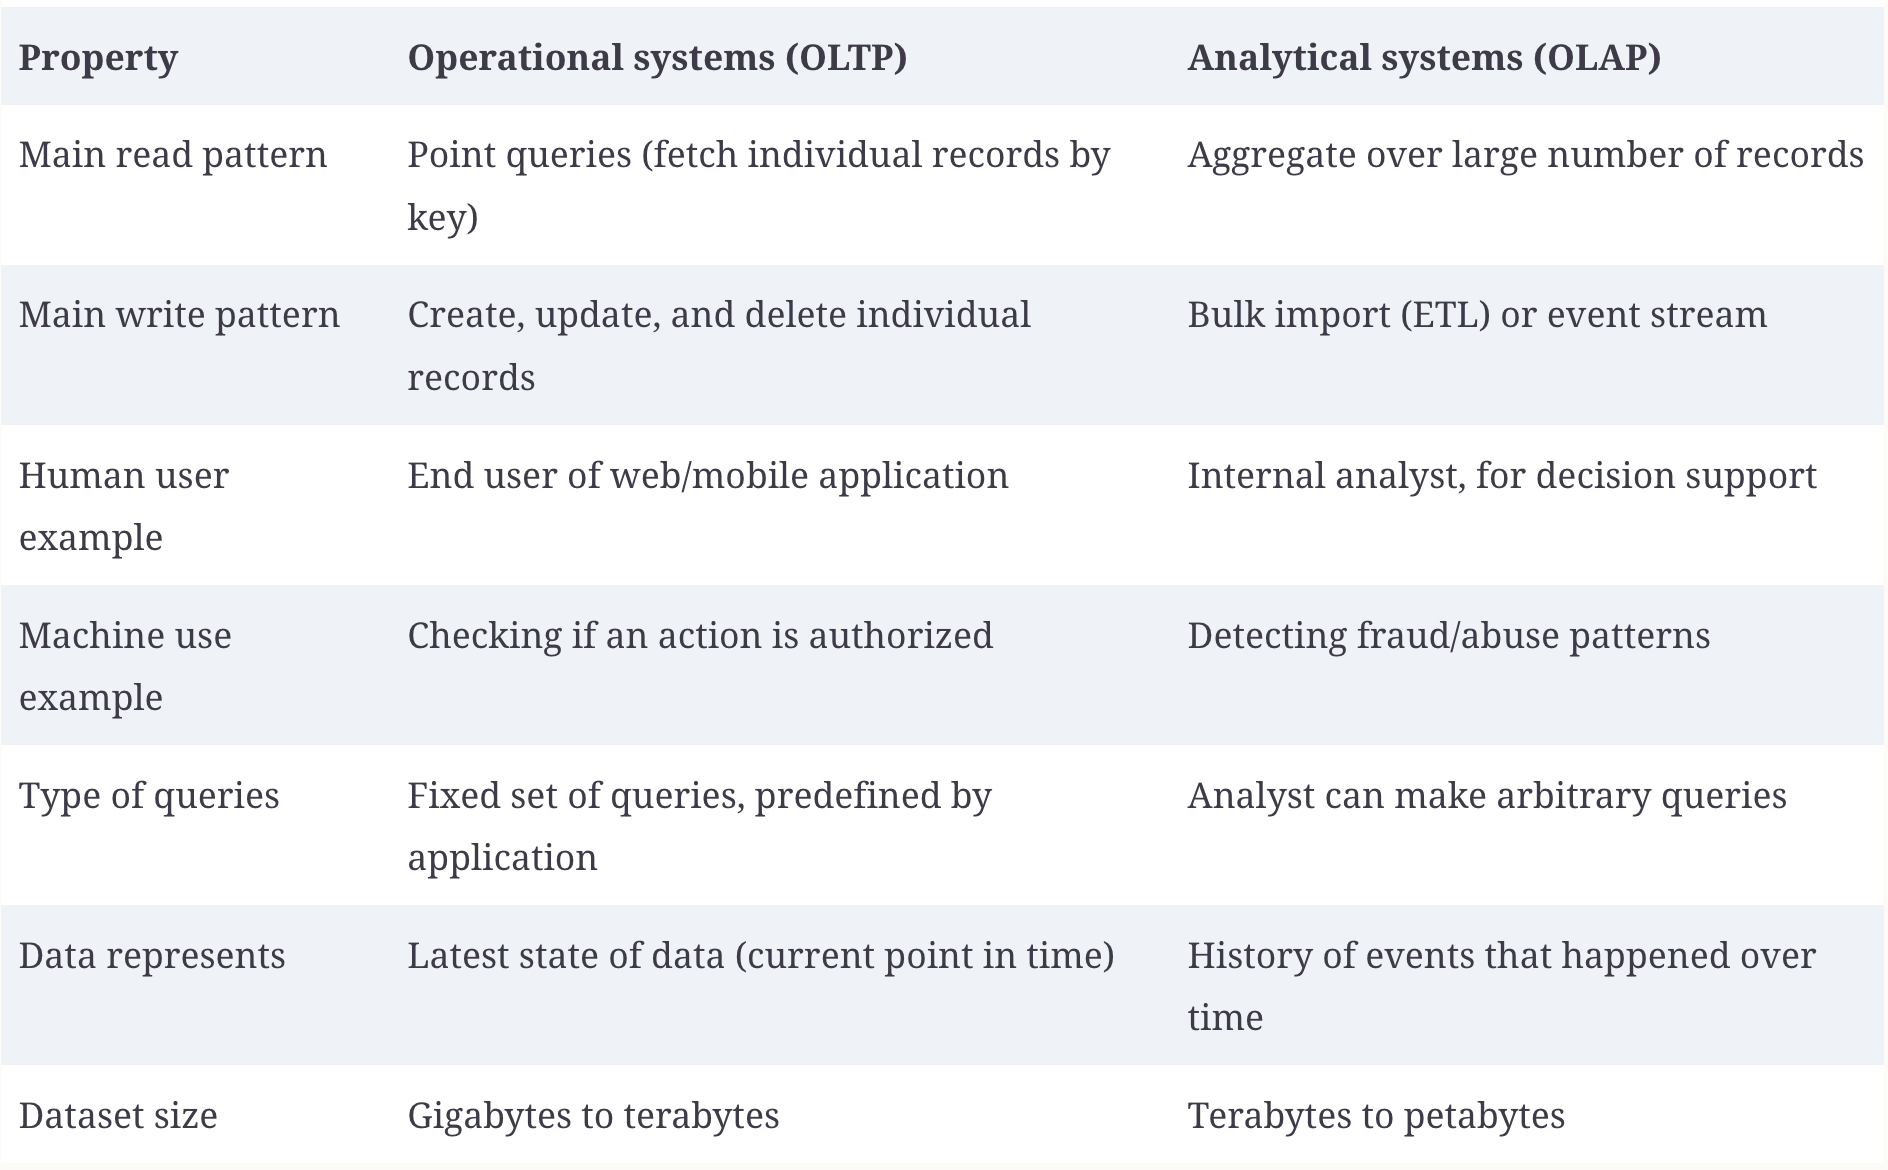 Property Operational systems (OLTP) Analytical systems (OLAP)
Main read pattern Point queries (fetch individual records by Aggregate over large number of records
key)
Main write pattern Create, update, and delete individual Bulk import (ETL) or event stream
records
Human user End user of web/mobile application Internal analyst, for decision support
example
Machine use Checking if an action is authorized Detecting fraud/abuse patterns
example
Type of queries Fixed set of queries, predefined by Analyst can make arbitrary queries
application
Data represents Latest state of data (current point in time) History of events that happened over
time
Dataset size Gigabytes to terabytes Terabytes to petabytes